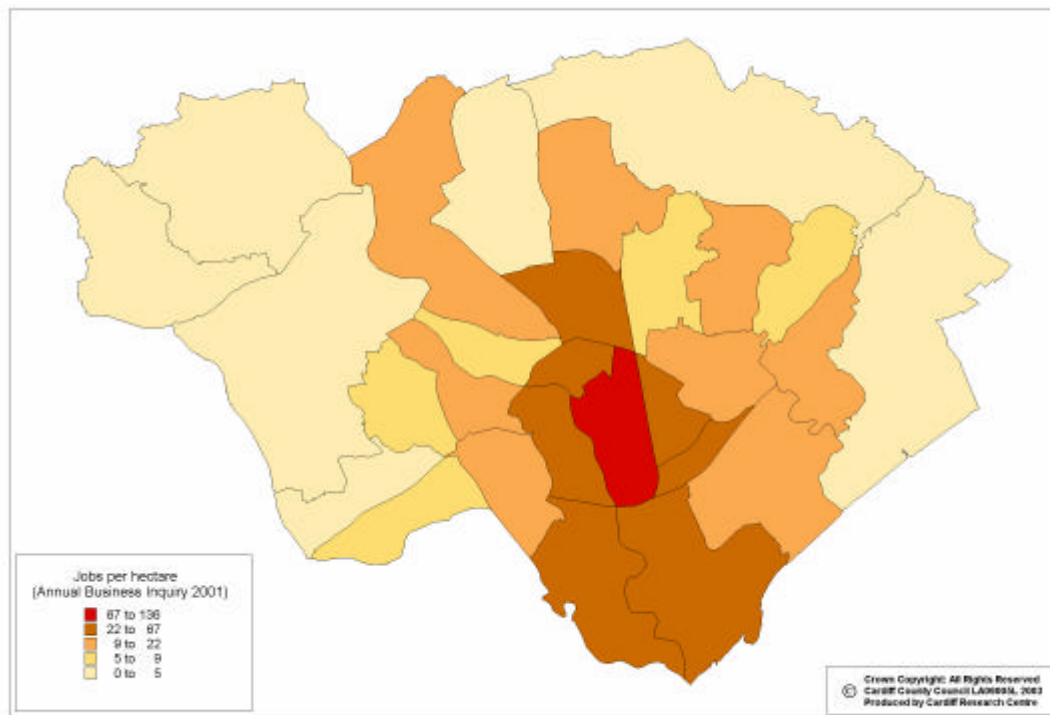 Jobs per hectare
(Annual Business Inquiry 2001)
67 to 136
22 to 67
9 to 22
5 to 9
0 to 5
© Crown Copyright: All Rights Reserved
Cardiff County Council LA09005L, 2003
Produced by Cardiff Research Centre